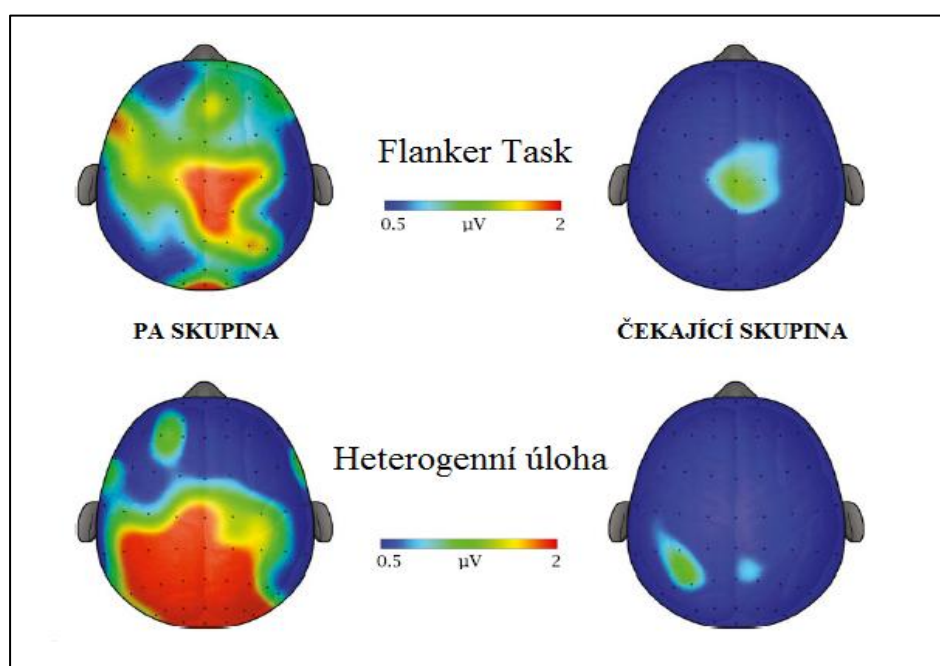 Flanker Task
0.5 µV 2
PA SKUPINA
ČEKAJÍCÍ SKUPINA
Heterogenní úloha
0.5 µV 2